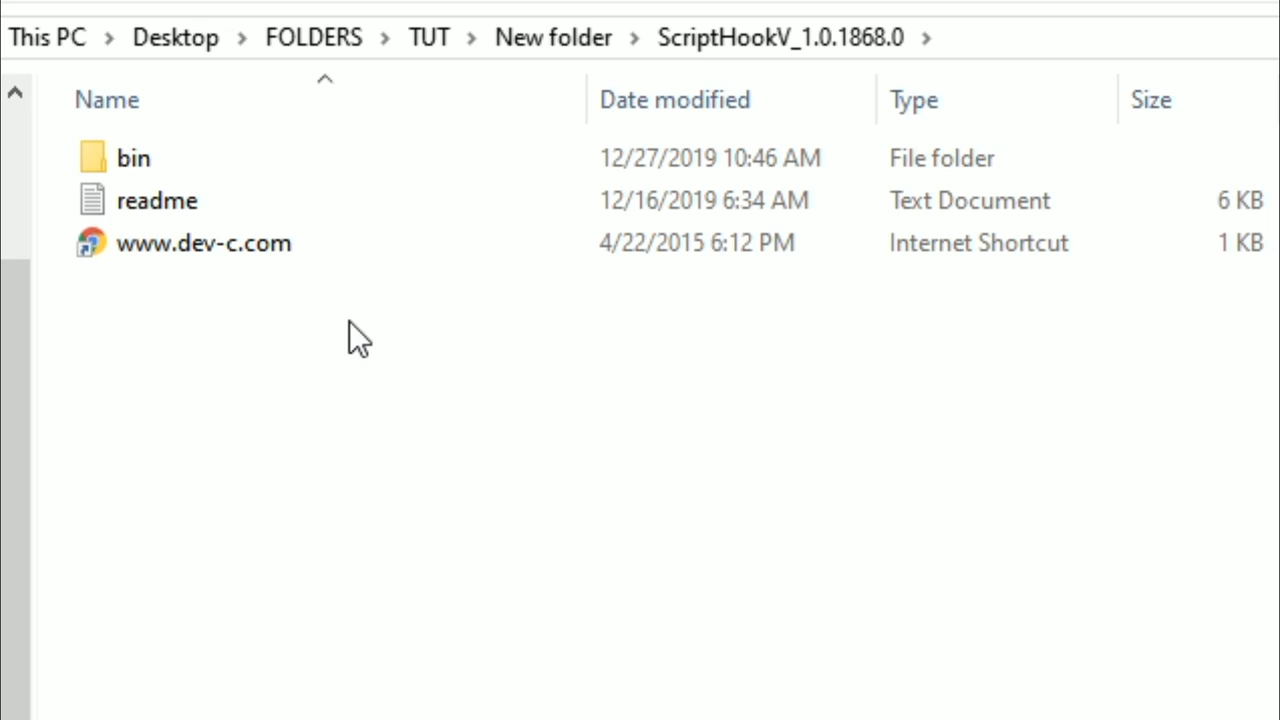 This PC > Desktop > FOLDERS > TUT > New folder > ScriptHookV_1.0.1868.0 >
Name Date modified Type Size
bin 12/27/2019 10:46 AM File folder
readme 12/16/2019 6:34 AM Text Document 6 KB
www.dev-c.com 4/22/2015 6:12 PM Internet Shortcut 1 KB